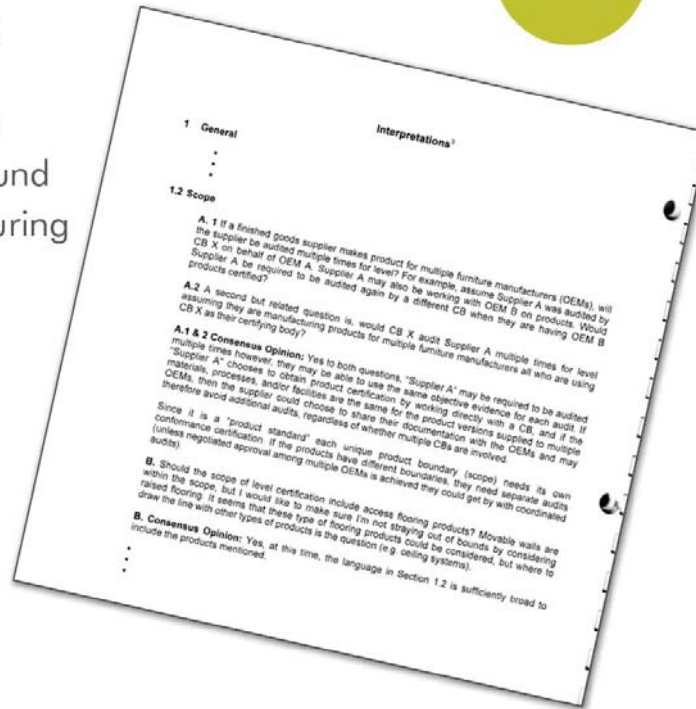 und
uring
Interpretations³
1 General
1.2 Scope
A. 1 If a finished goods supplier makes product for multiple furniture manufacturers (OEMs), will
the supplier be audited multiple times for level? For example, assume Supplier A was audited by
CB X on behalf of OEM A. Supplier A may also be working with OEM B on products. Would
Supplier A be required to be audited again by a different CB when they are having OEM B
products certified?
A.2 A second but related question is, would CB X audit Supplier A multiple times for level
assuming they are manufacturing products for multiple furniture manufacturers all who are using
CB X as their certifying body?
A.1 & 2 Consensus Opinion: Yes to both questions, "Supplier A" may be required to be audited
multiple times however, they may be able to use the same objective evidence for each audit. If
"Supplier A" chooses to obtain product certification by working directly with a CB, and if the
materials, processes, and/or facilities are the same for the product versions supplied to multiple
OEMs, then the supplier could choose to share their documentation with the OEMs and may
therefore avoid additional audits, regardless of whether multiple CBs are involved.
Since it is a "product standard" each unique product boundary (scope) needs its own
conformance certification. If the products have different boundaries, they need separate audits
(unless negotiated approval among multiple OEMs is achieved they could get by with coordinated
audits).
B. Should the scope of level certification include access flooring products? Movable walls are
within the scope, but I would like to make sure I'm not straying out of bounds by considering
raised flooring. It seems that these type of flooring products could be considered, but where to
draw the line with other types of products is the question (e.g. ceiling systems).
B. Consensus Opinion: Yes, at this time, the language in Section 1.2 is sufficiently broad to
include the products mentioned.